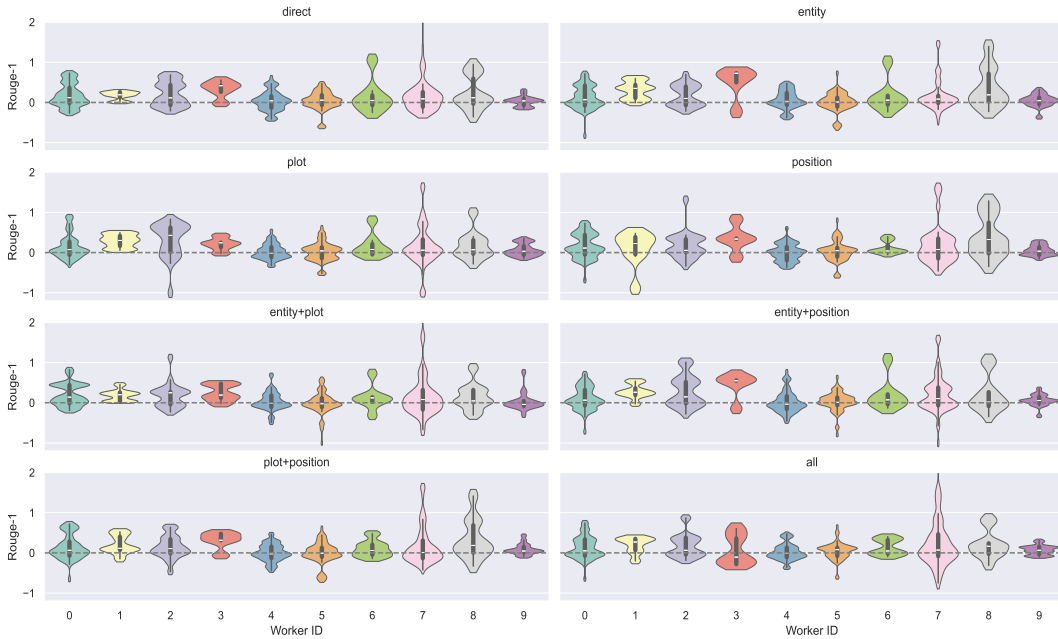 direct
entity
Rouge-1
2
1
0
−1
plot
position
Rouge-1
2
1
0
−1
entity+plot
entity+position
Rouge-1
2
1
0
−1
plot+position
all
Rouge-1
2
1
0
−1
0 1 2 3 4 5 6 7 8 9
0 1 2 3 4 5 6 7 8 9
Worker ID
Worker ID